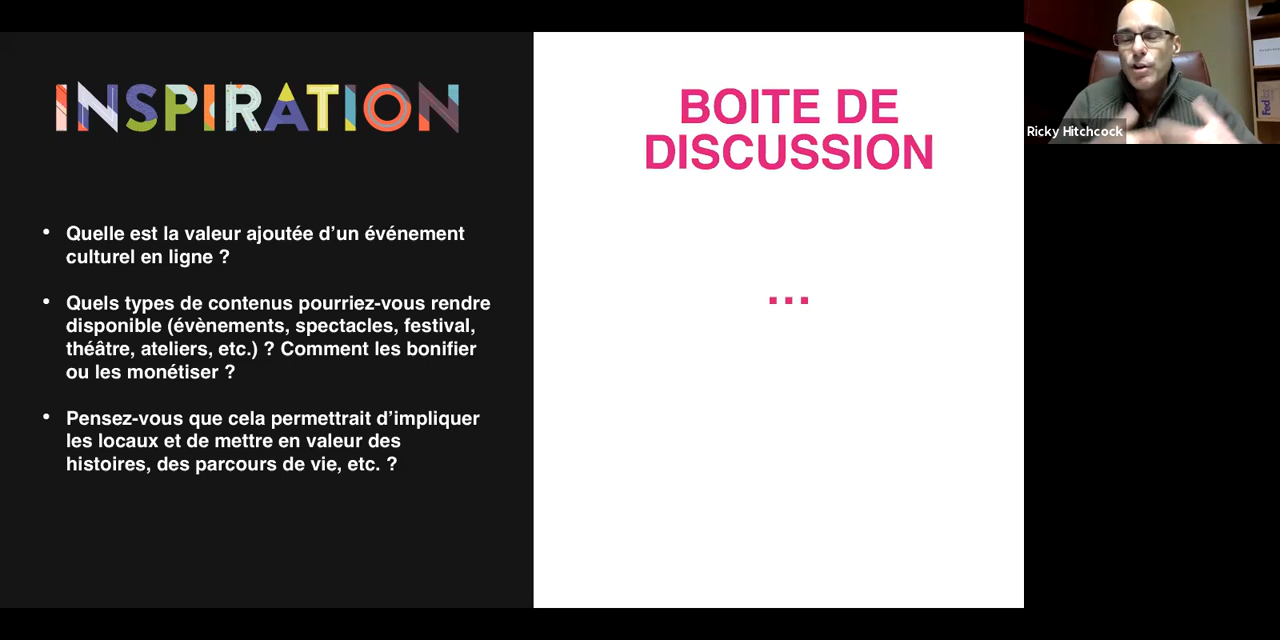 INSPIRATION
• Quelle est la valeur ajoutée d’un événement
culturel en ligne ?
• Quels types de contenus pourriez-vous rendre
disponible (évènements, spectacles, festival,
théâtre, ateliers, etc.) ? Comment les bonifier
ou les monétiser ?
• Pensez-vous que cela permettrait d’impliquer
les locaux et de mettre en valeur des
histoires, des parcours de vie, etc. ?
BOITE DE
DISCUSSION
...
Ricky Hitchcock
FedEx